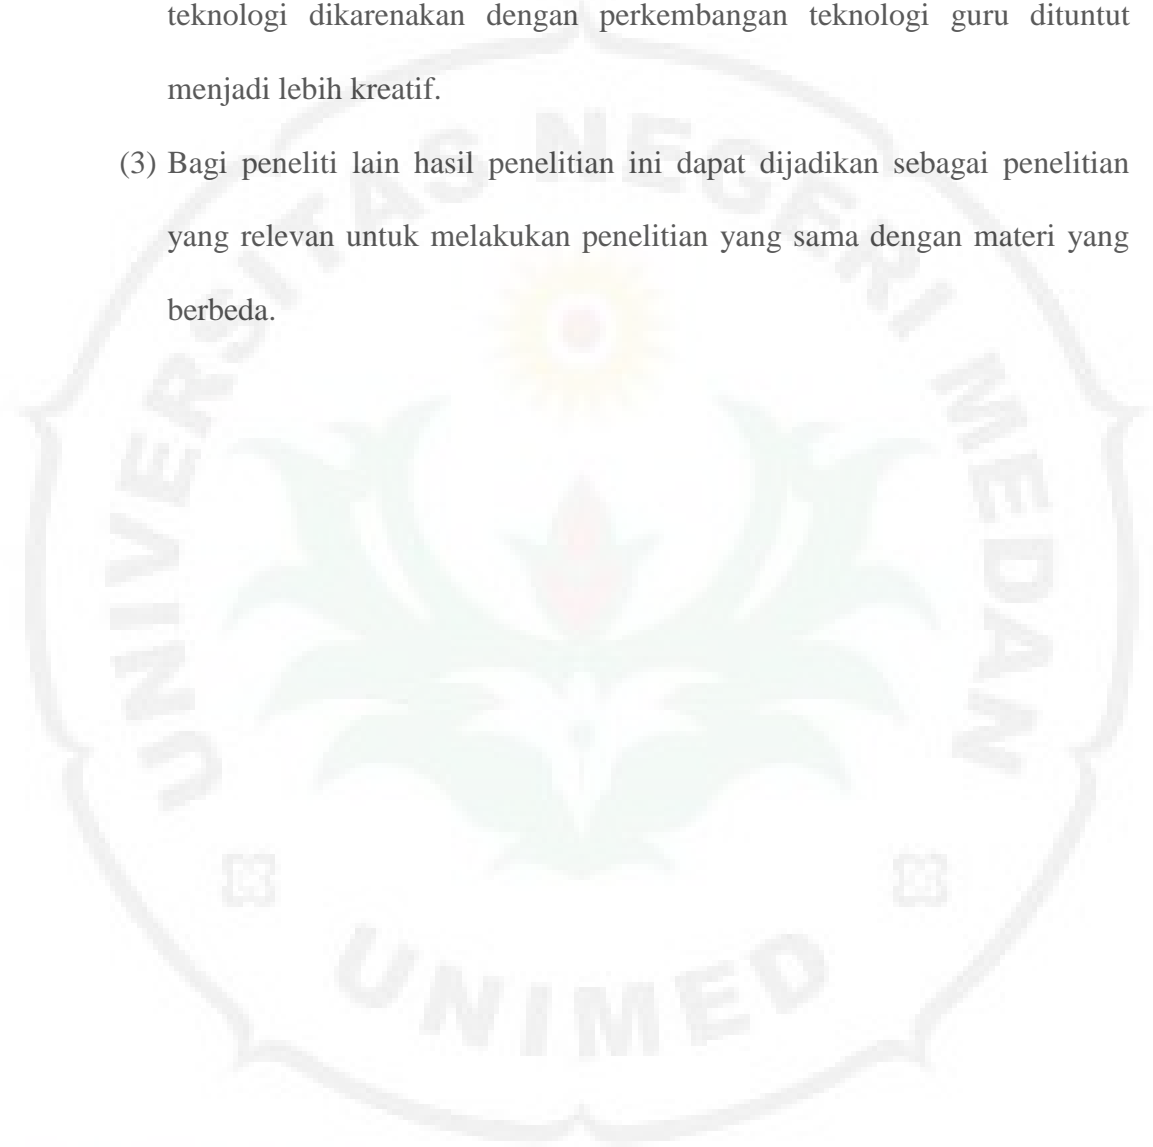 teknologi dikarenakan dengan perkembangan teknologi guru dituntut
menjadi lebih kreatif.
(3) Bagi peneliti lain hasil penelitian ini dapat dijadikan sebagai penelitian
yang relevan untuk melakukan penelitian yang sama dengan materi yang
berbeda.
UNIVERSITAS NEGERI MEDAN
UNIMED